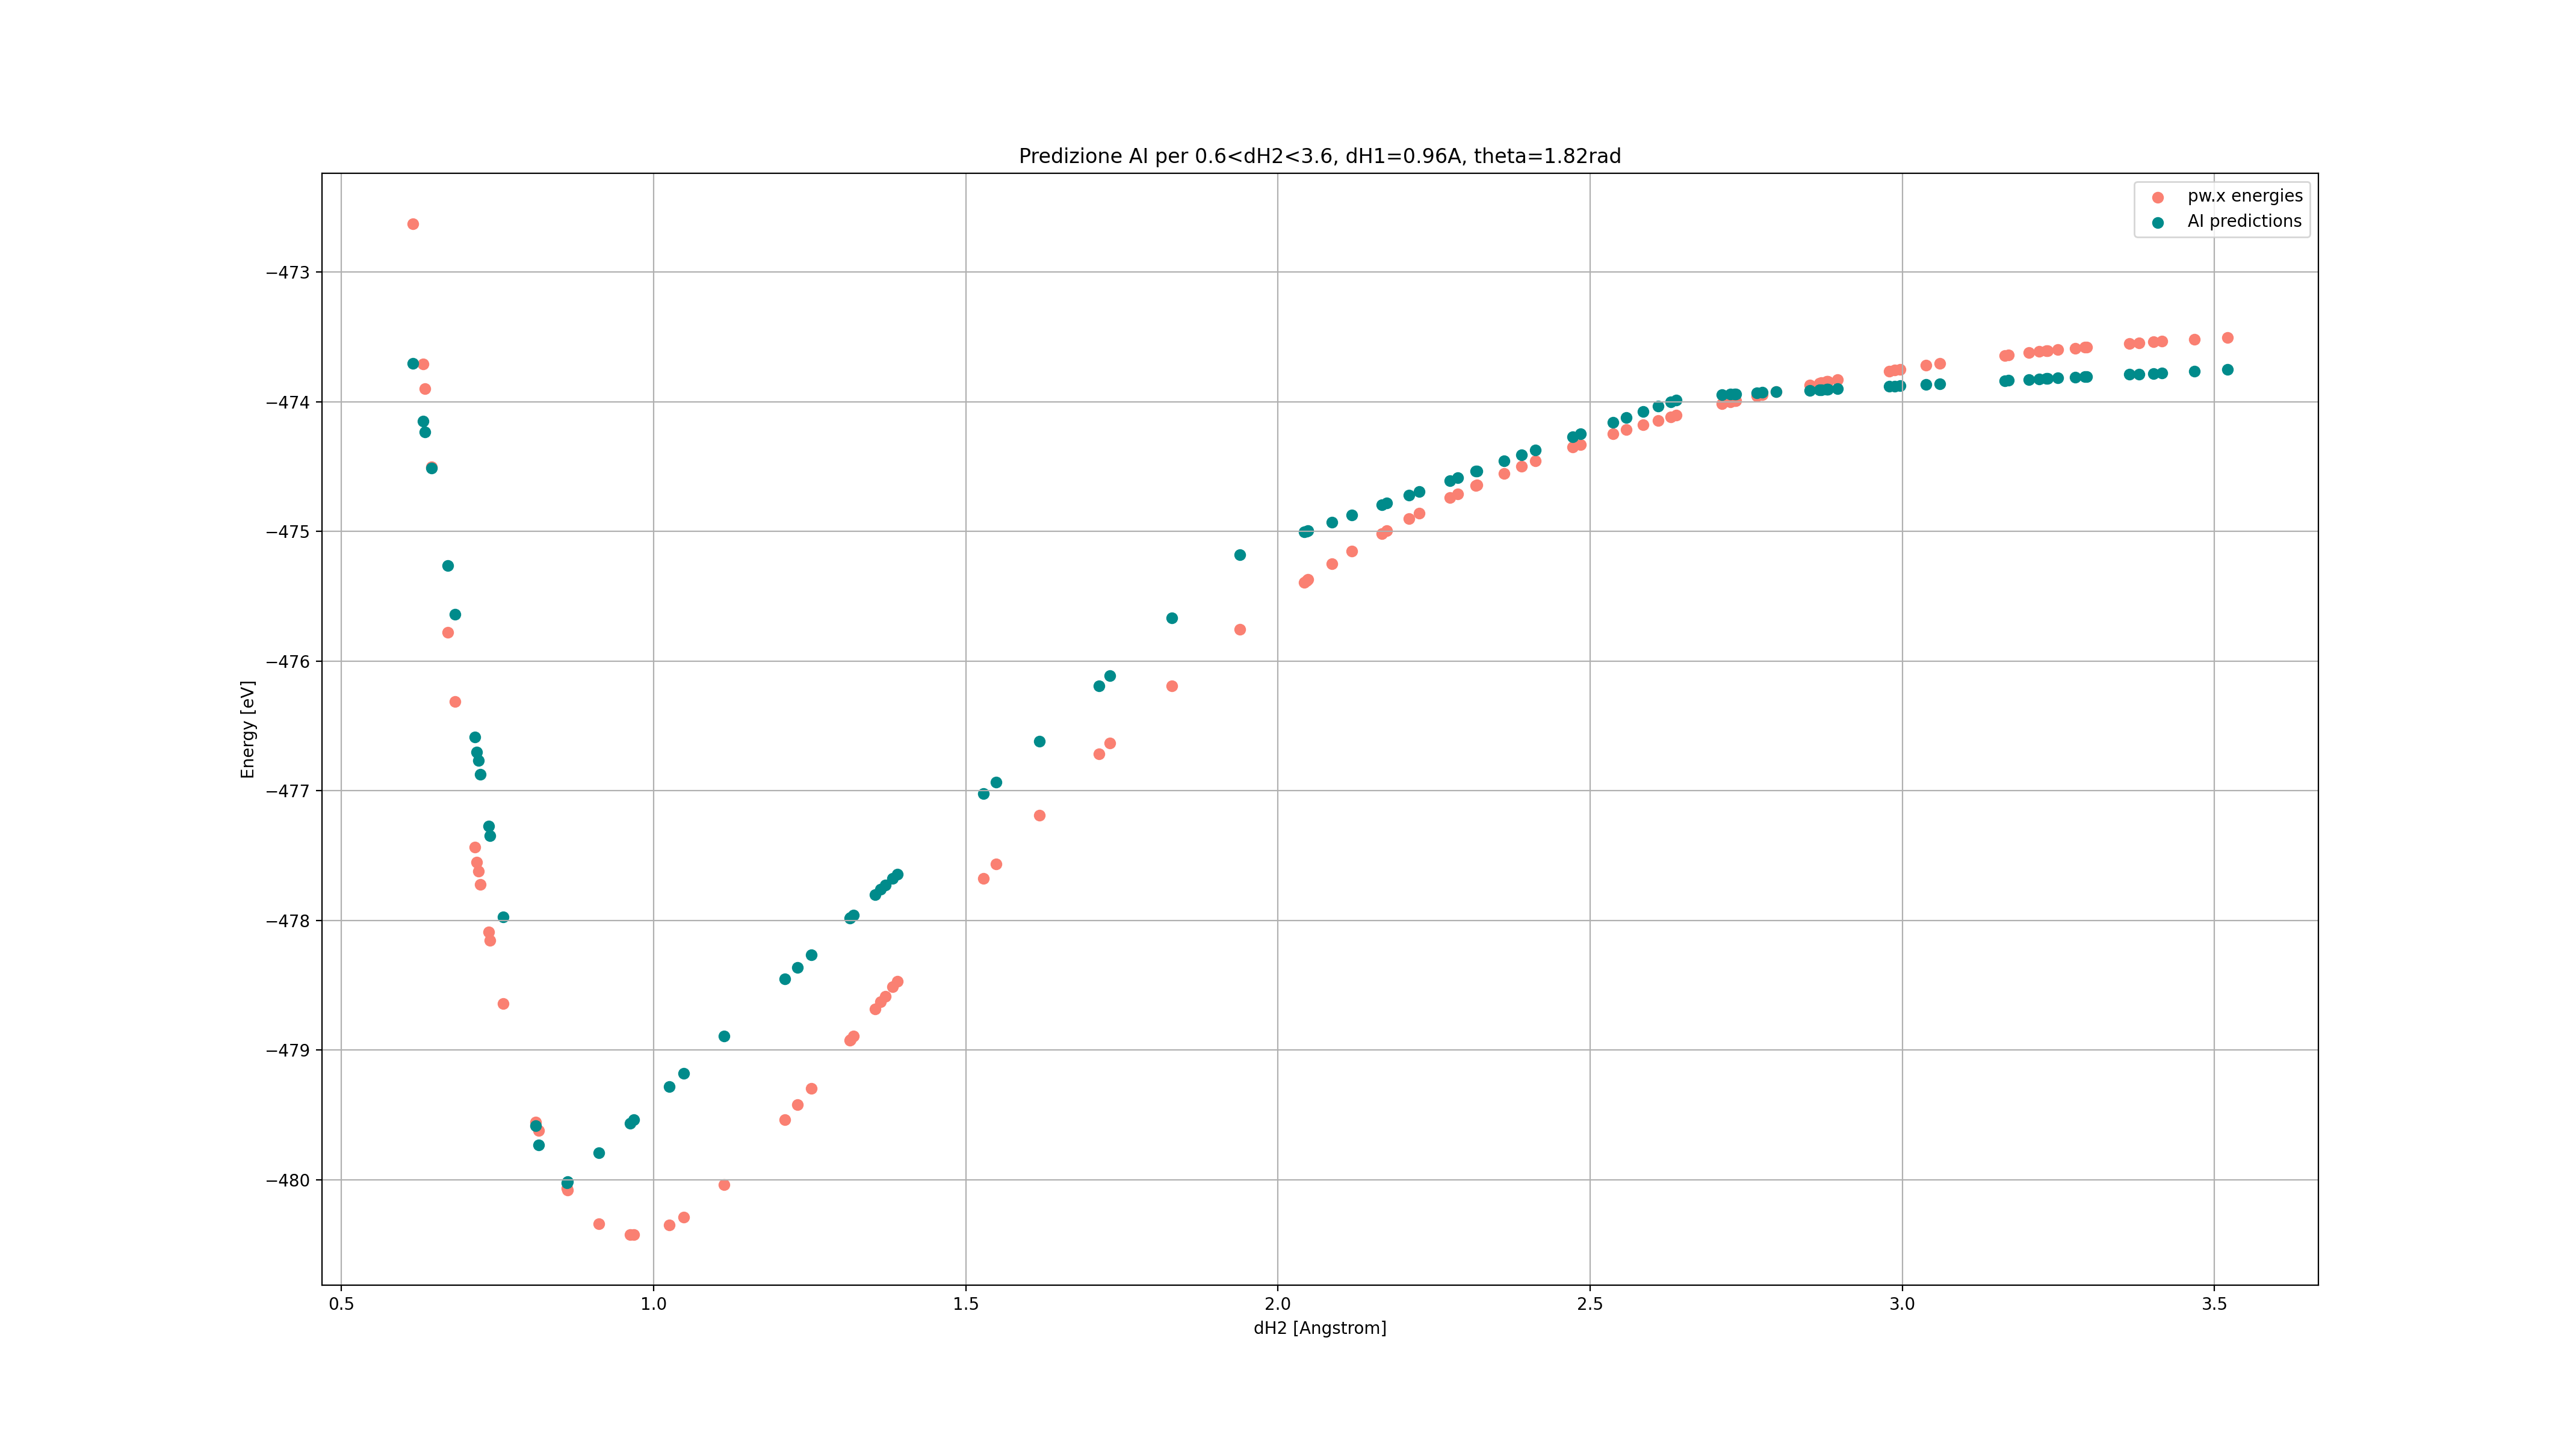 Predizione AI per 0.6<dH2<3.6, dH1=0.96A, theta=1.82rad
pw.x energies
AI predictions
−473
−474
−475
−476
−477
−478
−479
−480
Energy [eV]
0.5 1.0 1.5 2.0 2.5 3.0 3.5
dH2 [Angstrom]